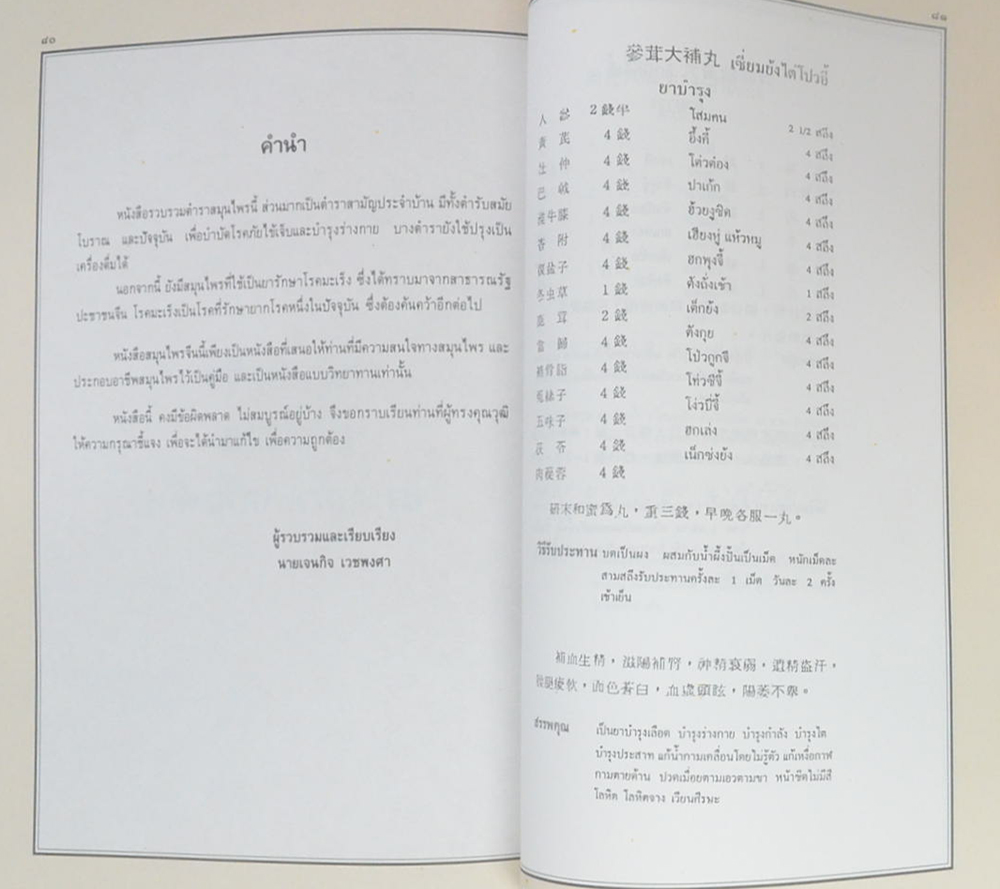 ๘๐
คำนำ
หนังสือรวบรวมตำราสมุนไพรนี้ ส่วนมากเป็นตำราสามัญประจำบ้าน มีทั้งตำรับสมัย
โบราณ และปัจจุบัน เพื่อบำบัดโรคภัยไข้เจ็บและบำรุงร่างกาย บางตำรายังใช้ปรุงเป็น
เครื่องดื่มได้
นอกจากนี้ ยังมีสมุนไพรที่ใช้เป็นยารักษาโรคมะเร็ง ซึ่งได้ทราบมาจากสาธารณรัฐ
ประชาชนจีน โรคมะเร็งเป็นโรคที่รักษายากโรคหนึ่งในปัจจุบัน ซึ่งต้องค้นคว้าอีกต่อไป
หนังสือสมุนไพรจีนนี้เพียงเป็นหนังสือที่เสนอให้ท่านที่มีความสนใจทางสมุนไพร และ
ประกอบอาชีพสมุนไพรไว้เป็นคู่มือ และเป็นหนังสือแบบวิทยาทานเท่านั้น
หนังสือนี้ คงมีข้อผิดพลาด ไม่สมบูรณ์อยู่บ้าง จึงขอกราบเรียนท่านที่ผู้ทรงคุณวุฒิ
ให้ความกรุณาชี้แจง เพื่อจะได้นำมาแก้ไข เพื่อความถูกต้อง
ผู้รวบรวมและเรียบเรียง
นายเจนกิจ เวชพงศา
๘๑
參茸大補丸 เซี่ยมย้งไต่โปวอี้
ยาบำรุง
人參 2錢半 โสมคน 2 1/2 สลึง
黄芪 4錢 อึ้งคี้ 4 สลึง
杜仲 4錢 โต่วต๋อง 4 สลึง
巴戟 4錢 ปาเก้ก 4 สลึง
淮牛膝 4錢 ฮ้วยงูชิด 4 สลึง
香附 4錢 เฮียงหู่ แห้วหมู 4 สลึง
覆盆子 4錢 ฮกพุงจี้ 4 สลึง
冬虫草 1錢 ตังถั่งเช้า 1 สลึง
鹿茸 2錢 เต็กย้ง 2 สลึง
當歸 4錢 ตังกุย 4 สลึง
補骨脂 4錢 โป่วกูกจี 4 สลึง
菟絲子 4錢 โท่วซีจี้ 4 สลึง
五味子 4錢 โง่วบี่จี้ 4 สลึง
茯苓 4錢 ฮกเล่ง 4 สลึง
肉蓯蓉 4錢 เน็กซ่งย้ง 4 สลึง
研末和蜜爲丸，重三錢，早晚各服一丸。
วิธีรับประทาน บดเป็นผง ผสมกับน้ำผึ้งปั้นเป็นเม็ด หนักเม็ดละ
สามสลึงรับประทานครั้งละ 1 เม็ด วันละ 2 ครั้ง
เช้าเย็น
補血生精，滋陽補腎，神精衰弱，遺精盗汗，
腰腿痠軟，面色蒼白，血虛頭眩，陽萎不舉。
สรรพคุณ เป็นยาบำรุงเลือด บำรุงร่างกาย บำรุงกำลัง บำรุงไต
บำรุงประสาท แก้น้ำกามเคลื่อนโดยไม่รู้ตัว แก้เหงื่อกาฬ
กามตายด้าน ปวดเมื่อยตามเอวตามขา หน้าซีดไม่มีสี
โลหิต โลหิตจาง เวียนศีรษะ